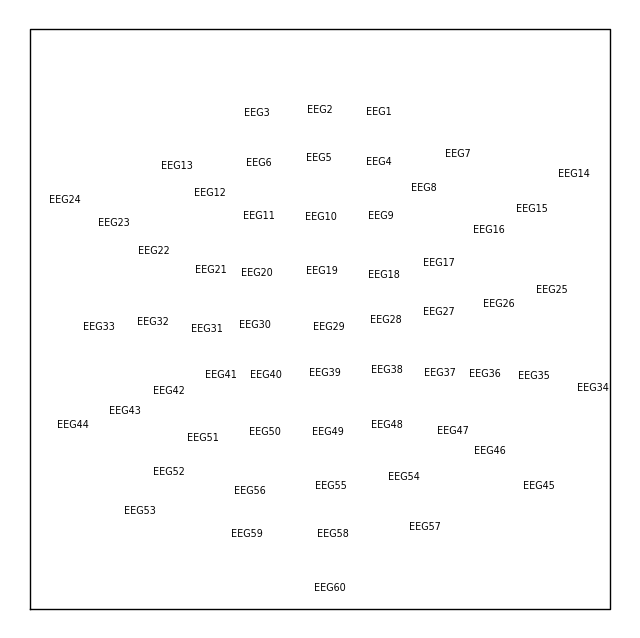 EEG3 EEG2 EEG1
EEG13 EEG6 EEG5 EEG4 EEG7
EEG14
EEG24 EEG12 EEG8
EEG23 EEG11 EEG10 EEG9 EEG15
EEG16
EEG22 EEG21 EEG20 EEG19 EEG18 EEG17
EEG25
EEG33 EEG32 EEG31 EEG30 EEG29 EEG28 EEG27 EEG26
EEG42 EEG41 EEG40 EEG39 EEG38 EEG37 EEG36 EEG35 EEG34
EEG44 EEG43 EEG51 EEG50 EEG49 EEG48 EEG47
EEG46
EEG52 EEG56 EEG55 EEG54 EEG45
EEG53 EEG59 EEG58 EEG57
EEG60